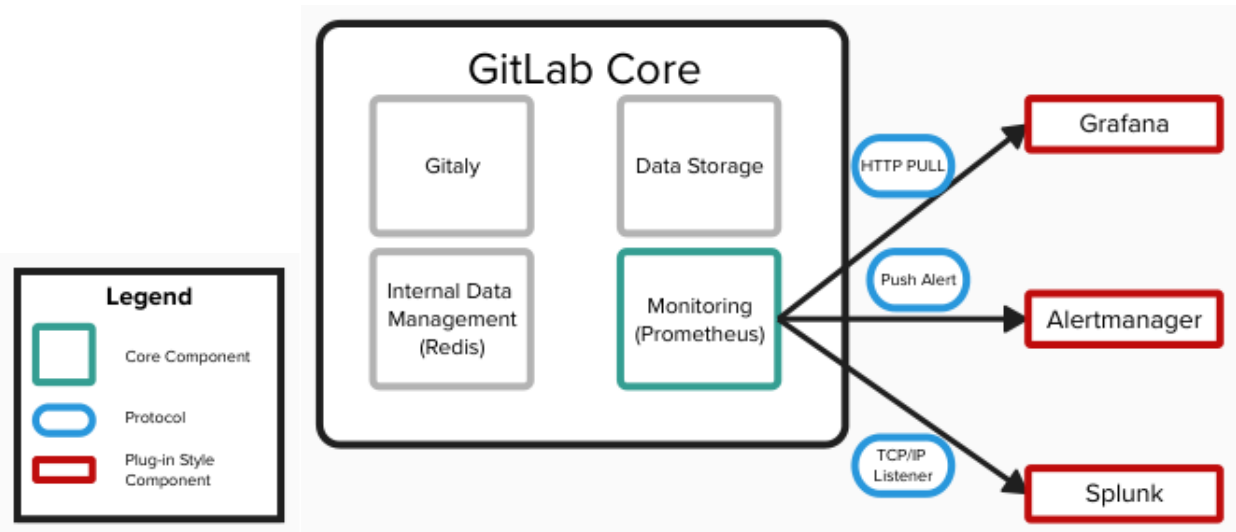 GitLab Core
Gitaly
Data Storage
Internal Data
Management
(Redis)
Monitoring
(Prometheus)
HTTP PULL
Push Alert
TCP/IP
Listener
Grafana
Alertmanager
Splunk
Legend
Core Component
Protocol
Plug-in Style
Component